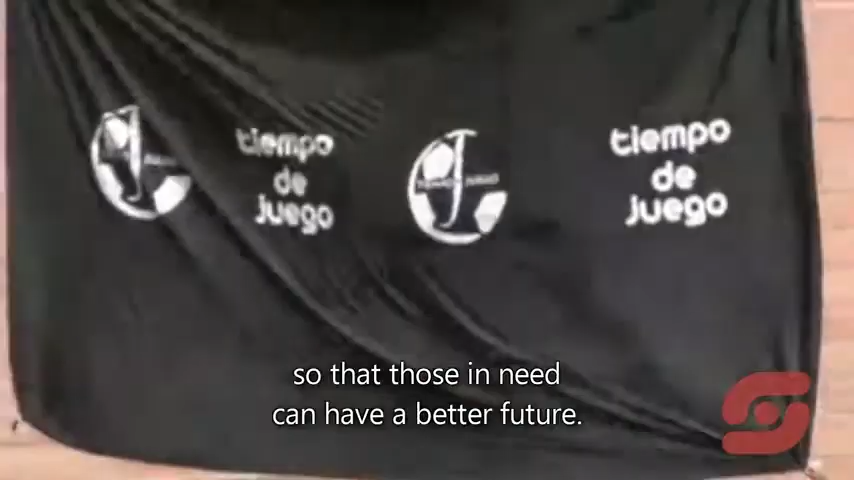 tiempo
de
juego
tiempo
de
juego
so that those in need
can have a better future.